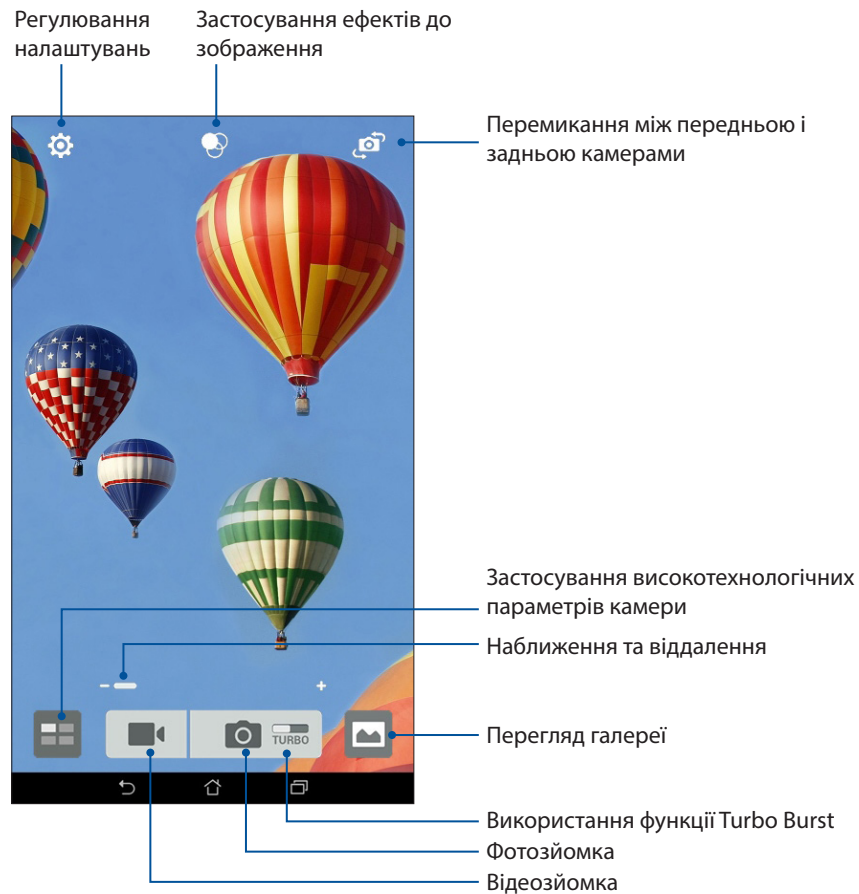 Регулювання
налаштувань
Застосування ефектів до
зображення
Перемикання між передньою і
задньою камерами
Застосування високотехнологічних
параметрів камери
Наближення та віддалення
TURBO
Перегляд галереї
Використання функції Turbo Burst
Фотозйомка
Відеозйомка